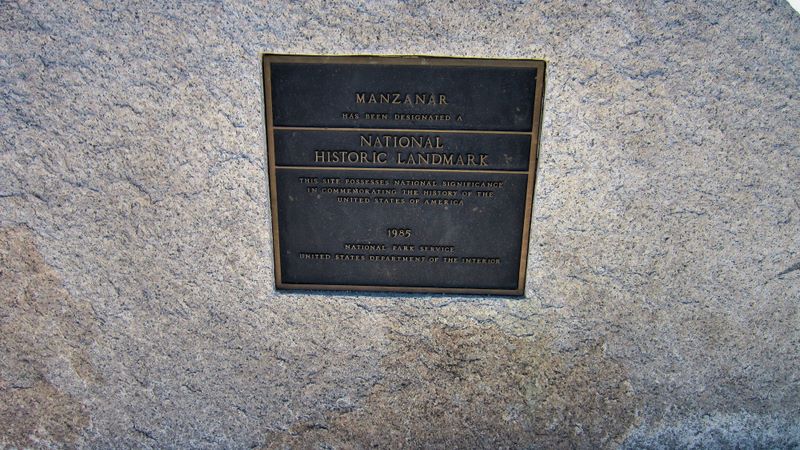 MANZANAR
HAS BEEN DESIGNATED A
NATIONAL
HISTORIC LANDMARK
THIS SITE POSSESSES NATIONAL SIGNIFICANCE
IN COMMEMORATING THE HISTORY OF THE
UNITED STATES OF AMERICA
1985
NATIONAL PARK SERVICE
UNITED STATES DEPARTMENT OF THE INTERIOR